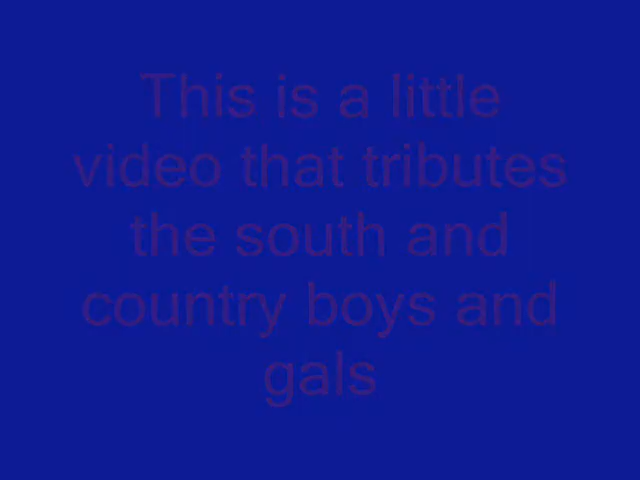 This is a little
video that tributes
the south and
country boys and
gals